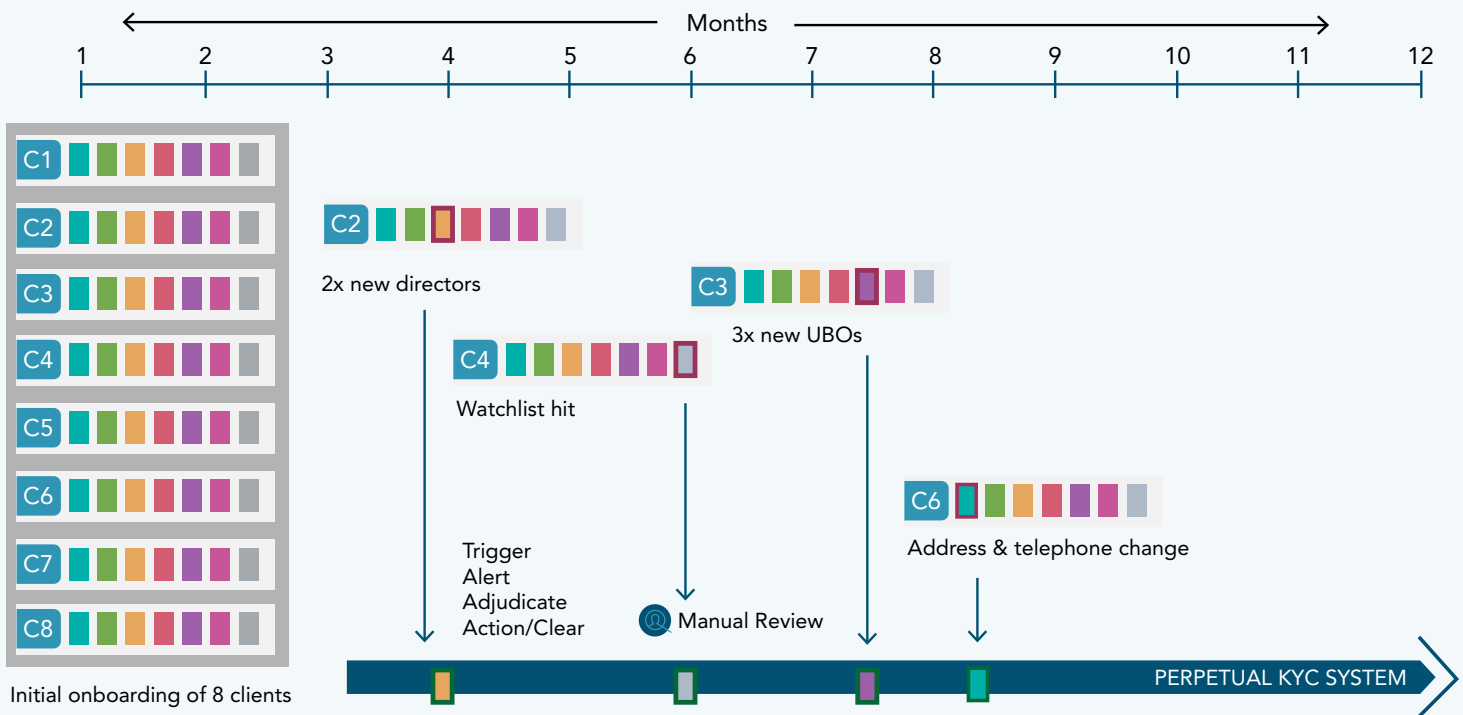 Months
1 2 3 4 5 6 7 8 9 10 11 12
C1
C2
C3
C4
C5
C6
C7
C8
Initial onboarding of 8 clients
C2
2x new directors
C4
Watchlist hit
C3
3x new UBOs
C6
Address & telephone change
Trigger
Alert
Adjudicate
Action/Clear
Manual Review
PERPETUAL KYC SYSTEM